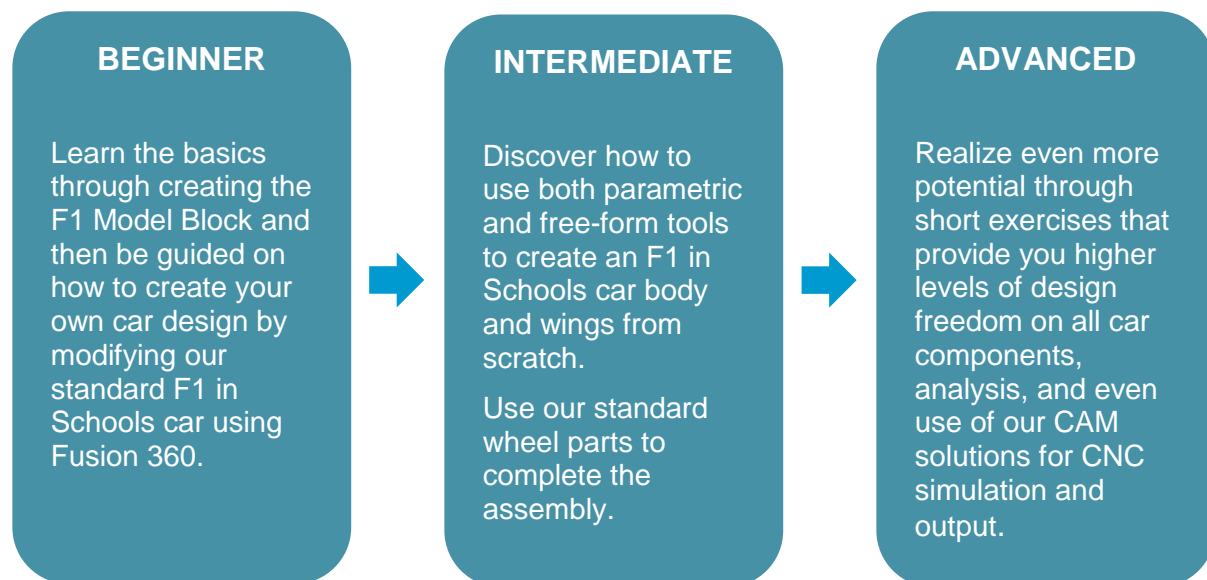 BEGINNER
Learn the basics
through creating the
F1 Model Block and
then be guided on
how to create your
own car design by
modifying our
standard F1 in
Schools car using
Fusion 360.
INTERMEDIATE
Discover how to
use both parametric
and free-form tools
to create an F1 in
Schools car body
and wings from
scratch.
Use our standard
wheel parts to
complete the
assembly.
ADVANCED
Realize even more
potential through
short exercises that
provide you higher
levels of design
freedom on all car
components,
analysis, and even
use of our CAM
solutions for CNC
simulation and
output.